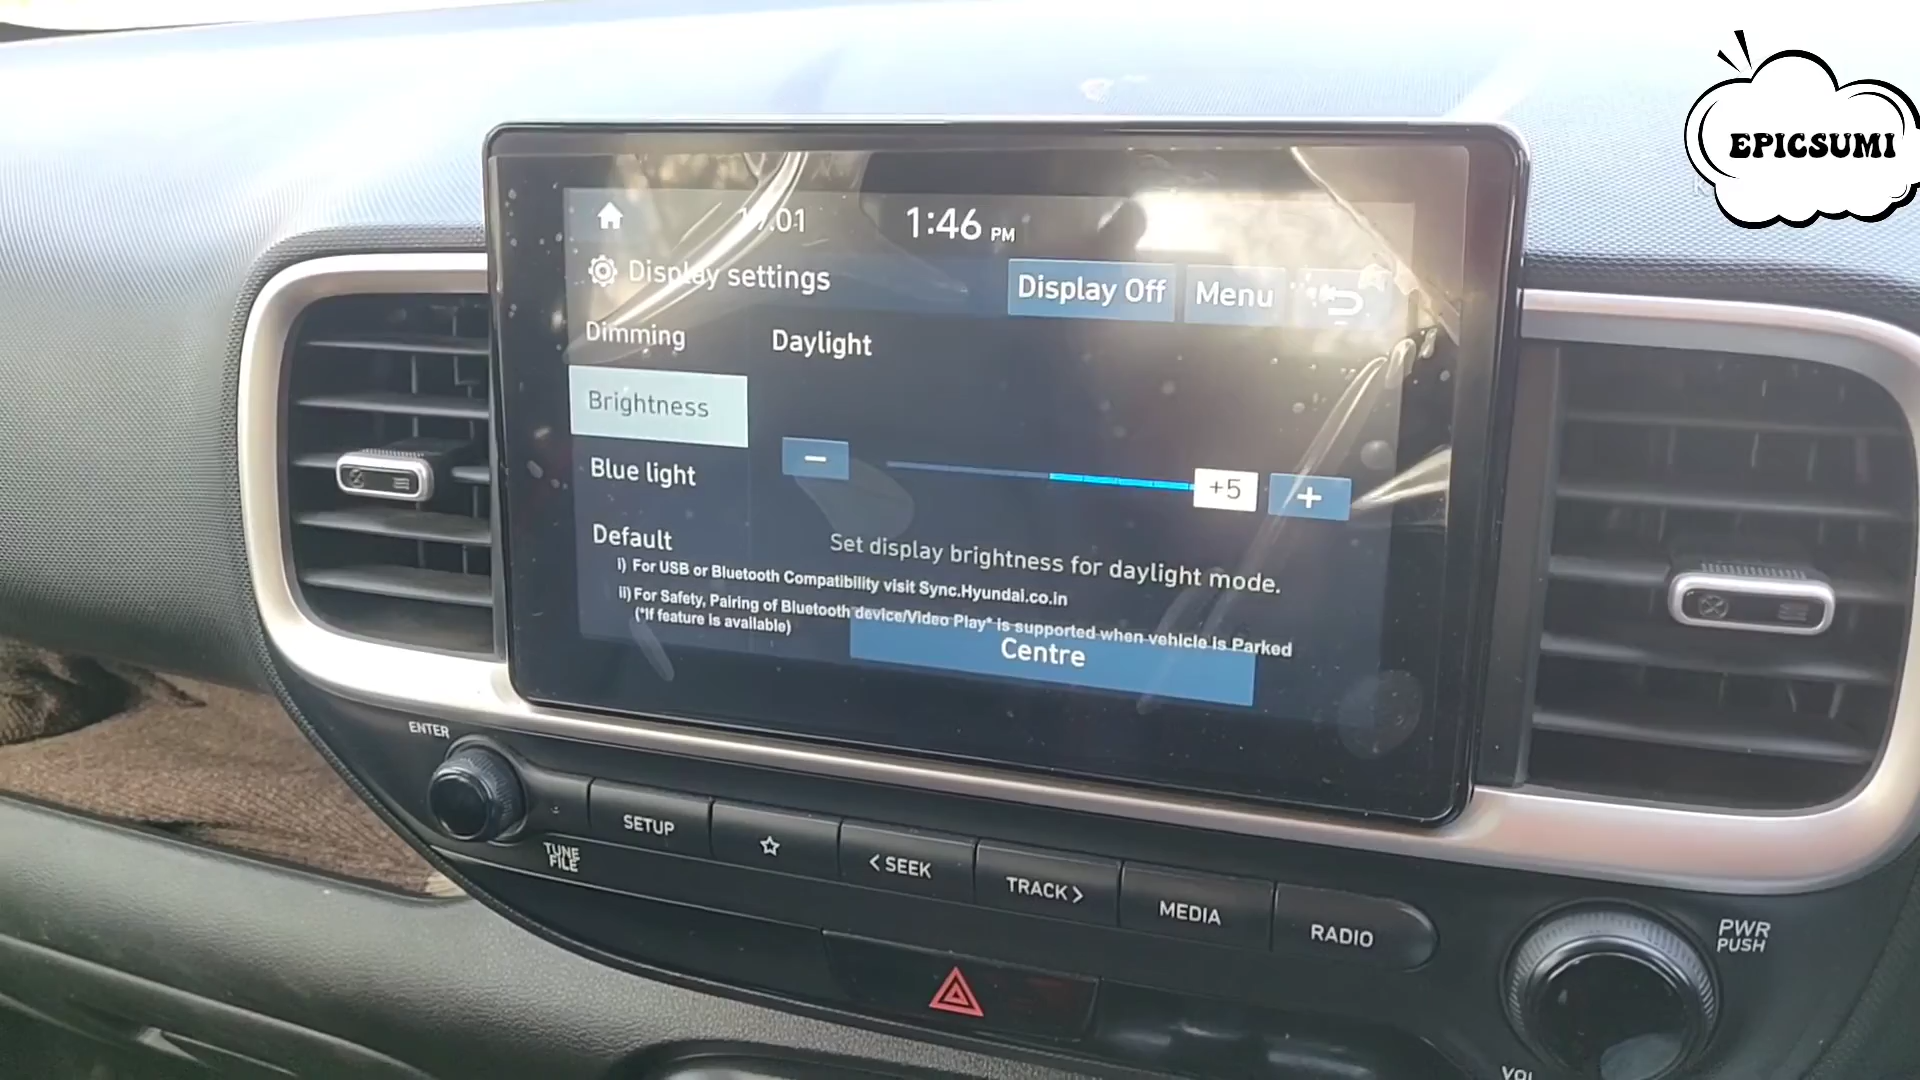 EPICSUMI
1:46 PM
Display settings
Display Off
Menu
Dimming
Daylight
Brightness
Blue light
+5
Default
Set display brightness for daylight mode.
i) For USB or Bluetooth Compatibility visit Sync.Hyundai.co.in
ii) For Safety, Pairing of Bluetooth device/Video Play* is supported when vehicle is Parked
(*If feature is available)
Centre
ENTER
TUNE
FILE
SETUP
< SEEK
TRACK >
MEDIA
RADIO
PWR
PUSH